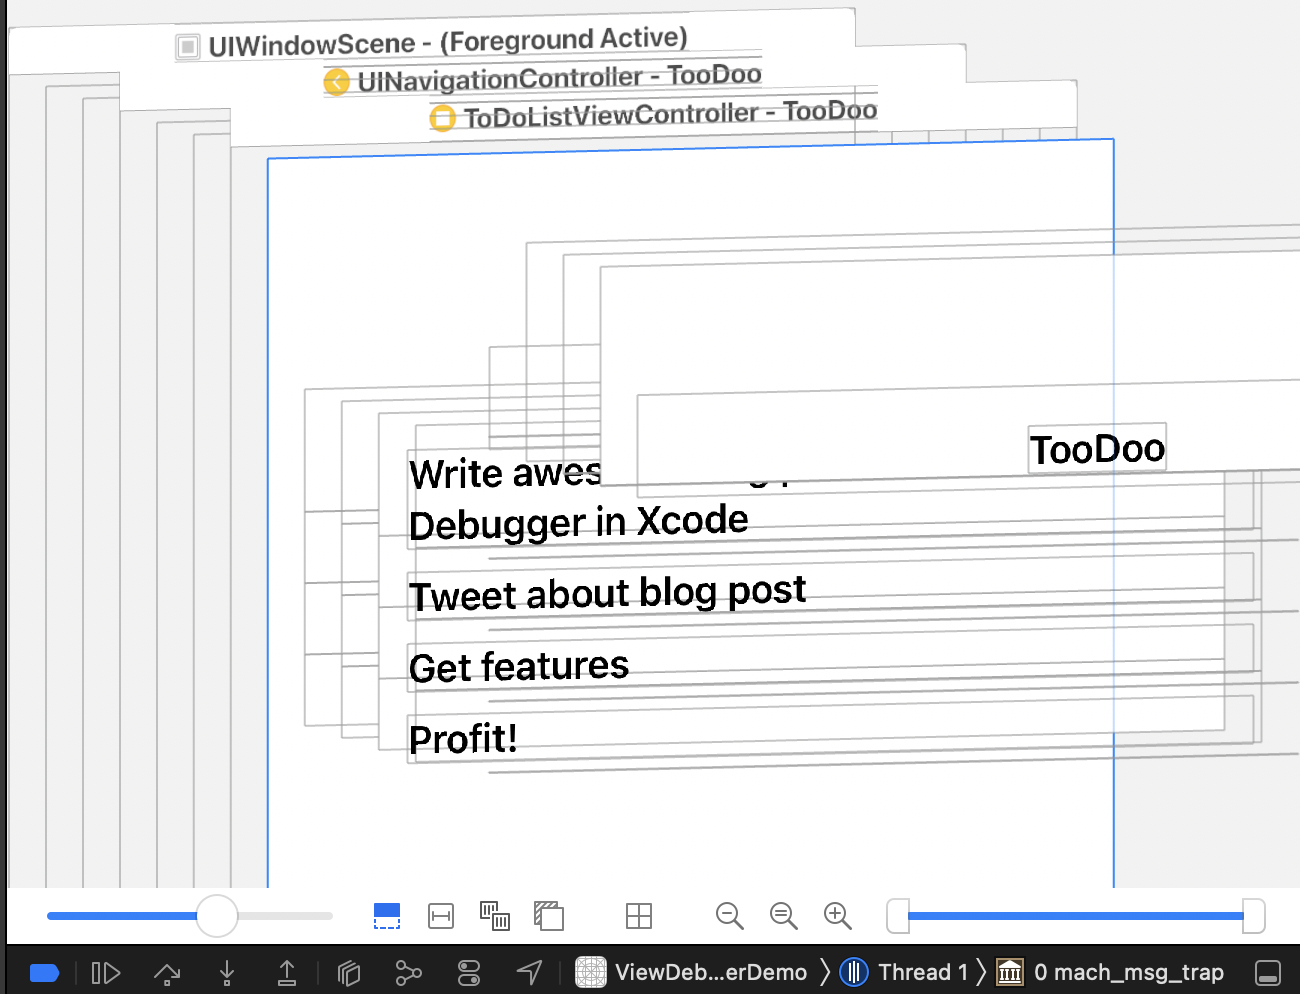 UIWindowScene - (Foreground Active)
UINavigationController - TooDoo
ToDoListViewController - TooDoo
TooDoo
Write awes
Debugger in Xcode
Tweet about blog post
Get features
Profit!
ViewDeb...erDemo
Thread 1
0 mach_msg_trap